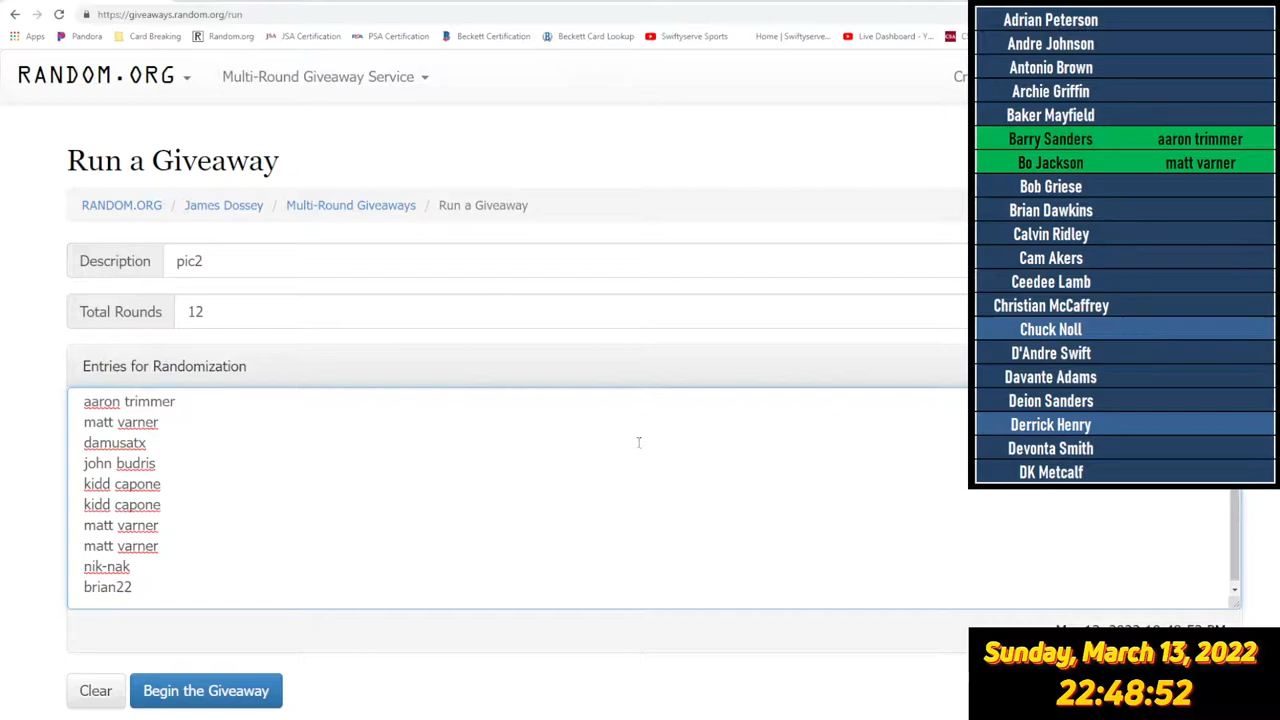 https://giveaways.random.org/run
Apps Pandora Card Breaking Random.org JSA Certification PSA Certification Beckett Certification Beckett Card Lookup Swiftyserve Sports Home | Swiftyserve... Live Dashboard - Y... CSA
RANDOM.ORG Multi-Round Giveaway Service Cr
Run a Giveaway
RANDOM.ORG / James Dossey / Multi-Round Giveaways / Run a Giveaway
Description pic2
Total Rounds 12
Entries for Randomization
aaron trimmer
matt varner
damusatx
john budris
kidd capone
kidd capone
matt varner
matt varner
nik-nak
brian22
Clear Begin the Giveaway
Adrian Peterson
Andre Johnson
Antonio Brown
Archie Griffin
Baker Mayfield
Barry Sanders aaron trimmer
Bo Jackson matt varner
Bob Griese
Brian Dawkins
Calvin Ridley
Cam Akers
Ceedee Lamb
Christian McCaffrey
Chuck Noll
D'Andre Swift
Davante Adams
Deion Sanders
Derrick Henry
Devonta Smith
DK Metcalf
Sunday, March 13, 2022
22:48:52